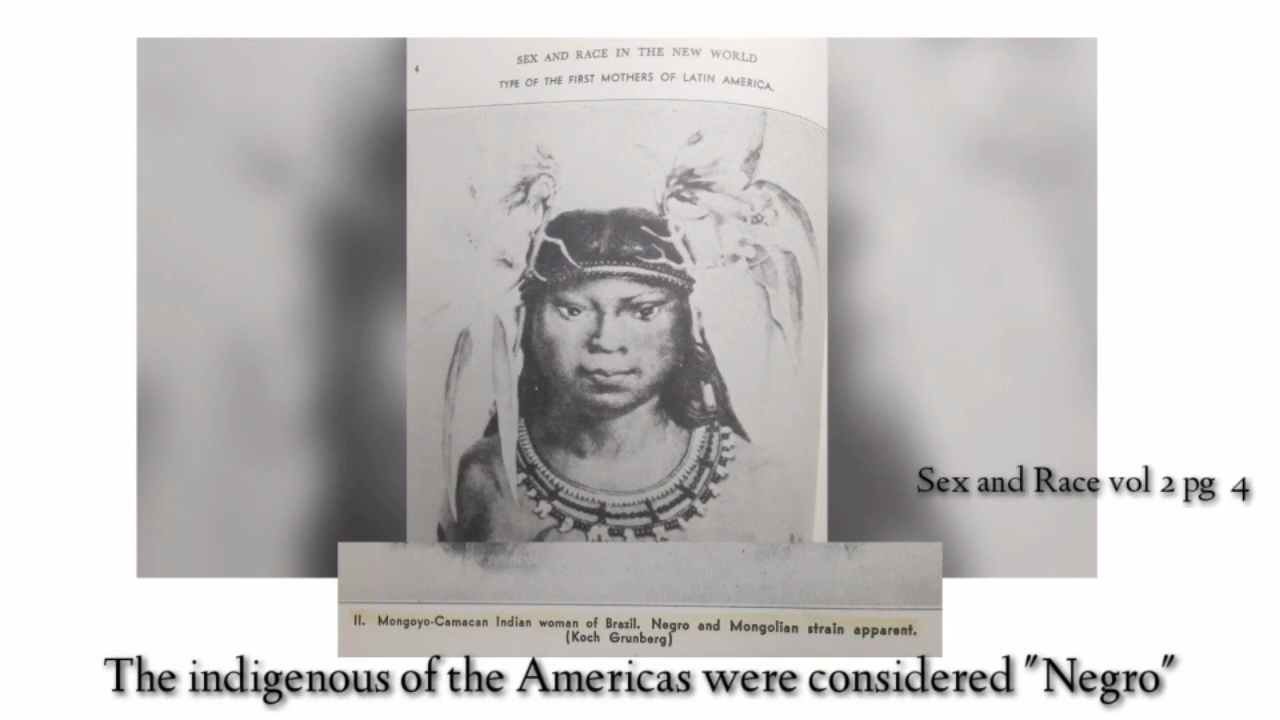 4
SEX AND RACE IN THE NEW WORLD
TYPE OF THE FIRST MOTHERS OF LATIN AMERICA.
Sex and Race vol 2 pg 4
II. Mongoyo-Camacan Indian woman of Brazil. Negro and Mongolian strain apparent.
(Koch Grunberg)
The indigenous of the Americas were considered "Negro"